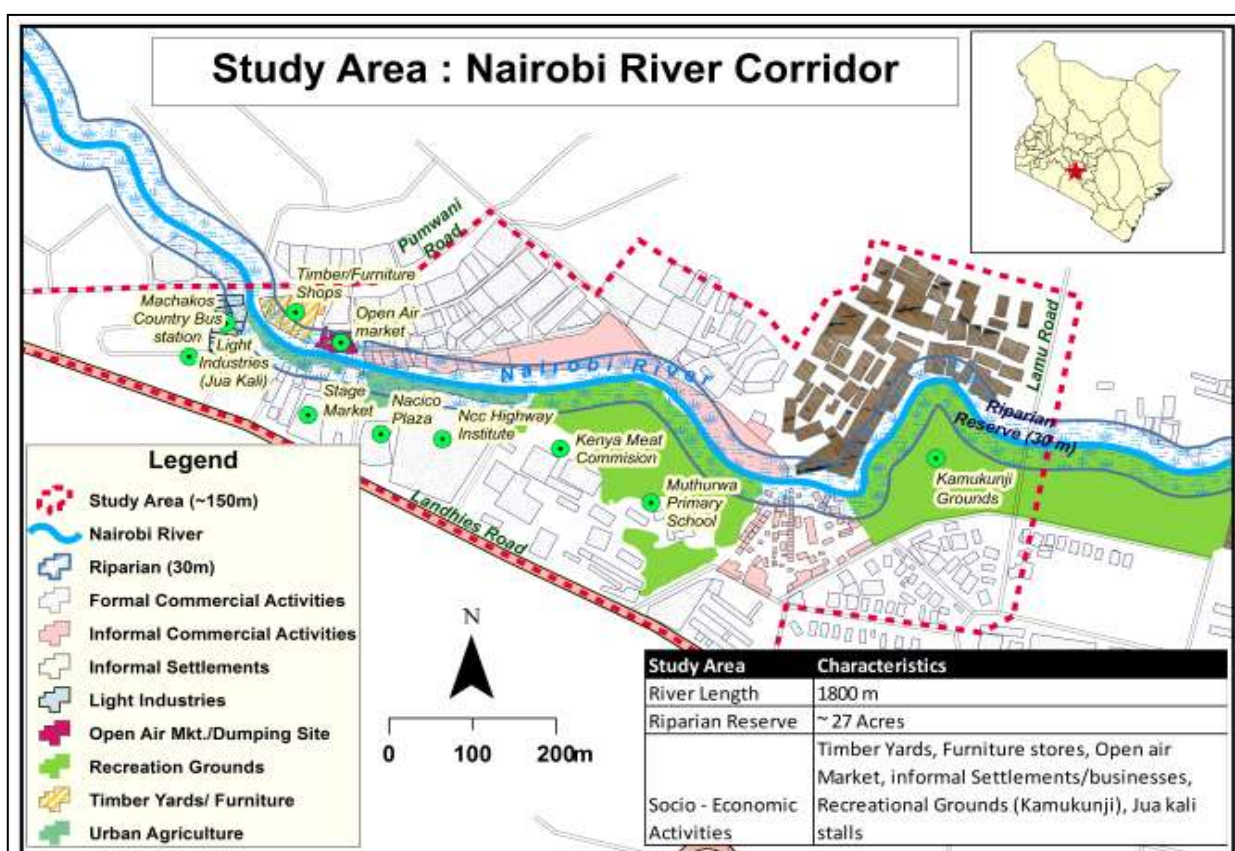 Study Area : Nairobi River Corridor
Pumwani
Road
Timber/Furniture
Shops
Machakos
Country Bus
station
Open Air
market
Light
Industries
(Jua Kali)
Lamu Road
Nairobi River
Riparian
Reserve (30 m)
Stage
Market
Nacico
Plaza
Ncc Highway
Institute
Kenya Meat
Commision
Muthurwa
Primary
School
Kamukunji
Grounds
Landhies Road
Legend
Study Area (~150m)
Nairobi River
Riparian (30m)
Formal Commercial Activities
Informal Commercial Activities
Informal Settlements
Light Industries
Open Air Mkt./Dumping Site
Recreation Grounds
Timber Yards/ Furniture
Urban Agriculture
N
0 100 200m
Study Area Characteristics
River Length 1800 m
Riparian Reserve ~ 27 Acres
Socio - Economic
Activities
Timber Yards, Furniture stores, Open air
Market, informal Settlements/businesses,
Recreational Grounds (Kamukunji), Jua kali
stalls